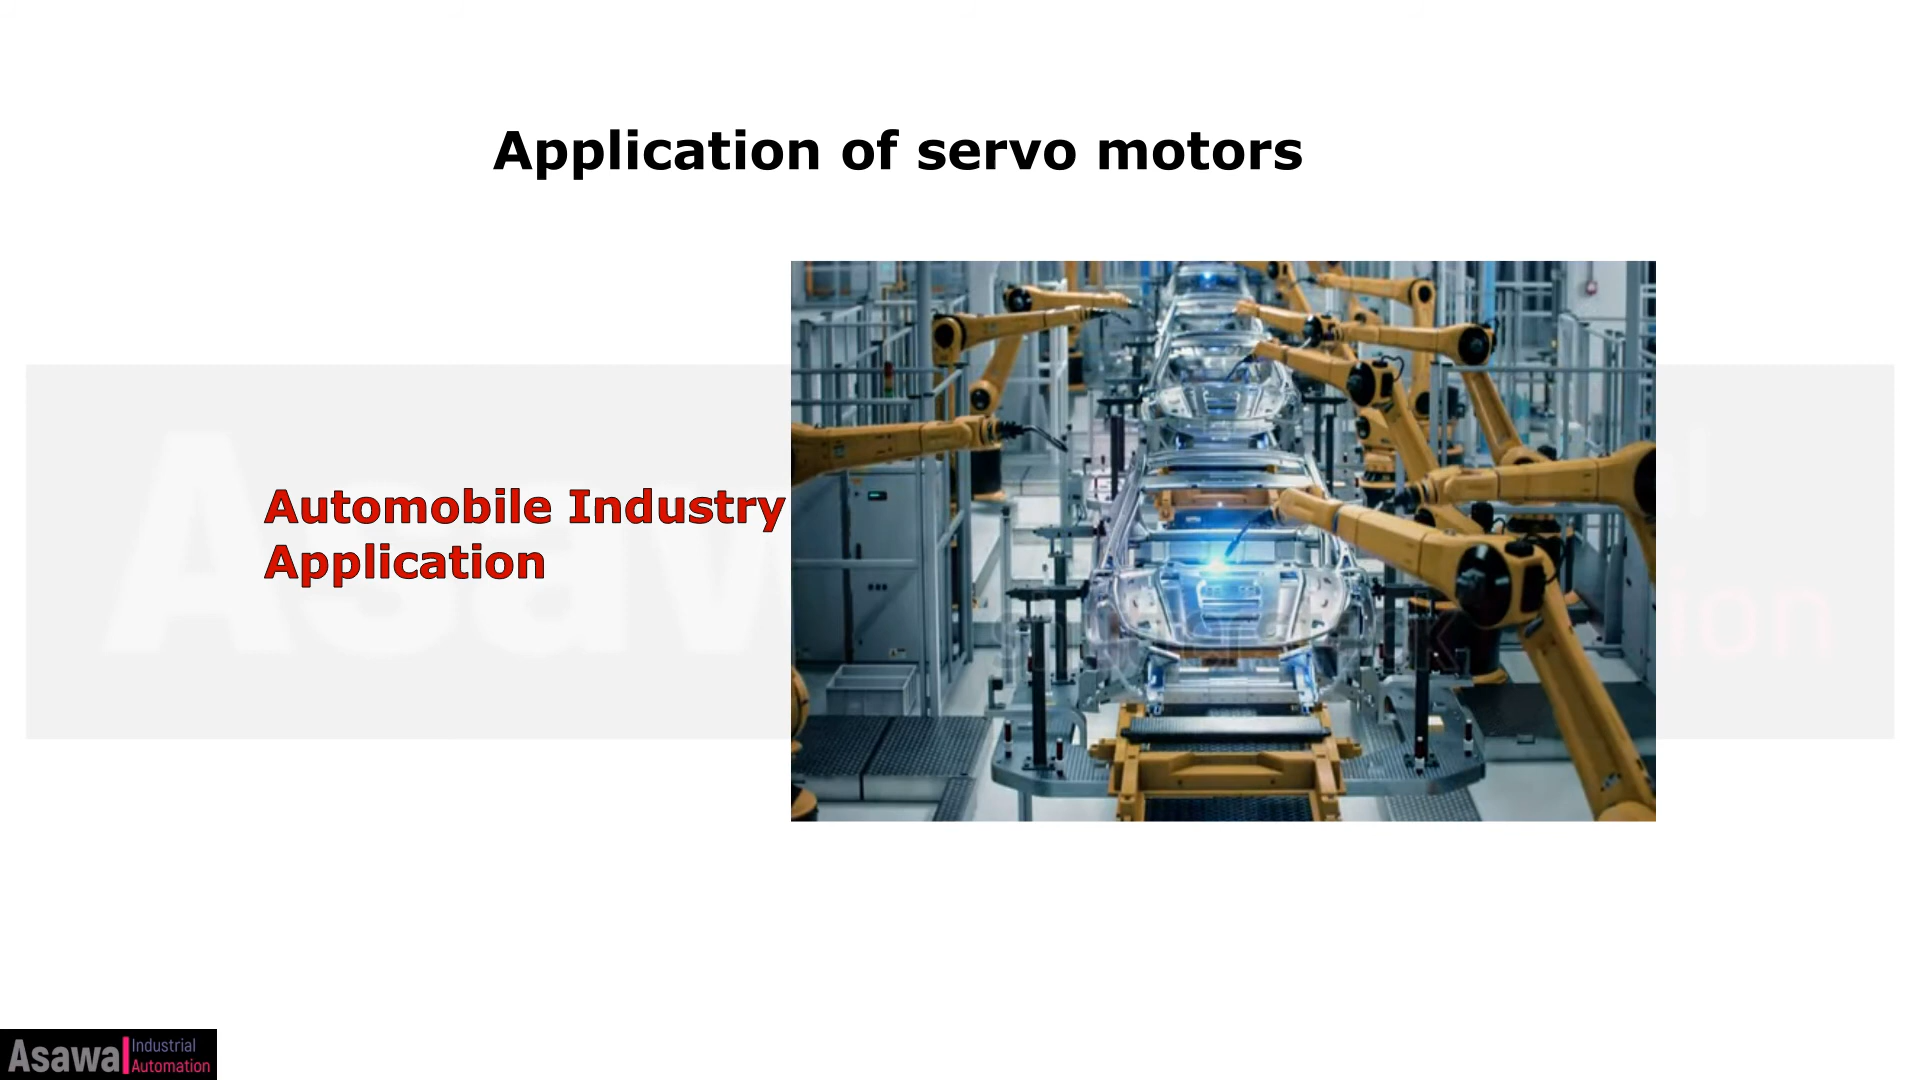 Application of servo motors
Automobile Industry
Application
Asawa Industrial
Automation